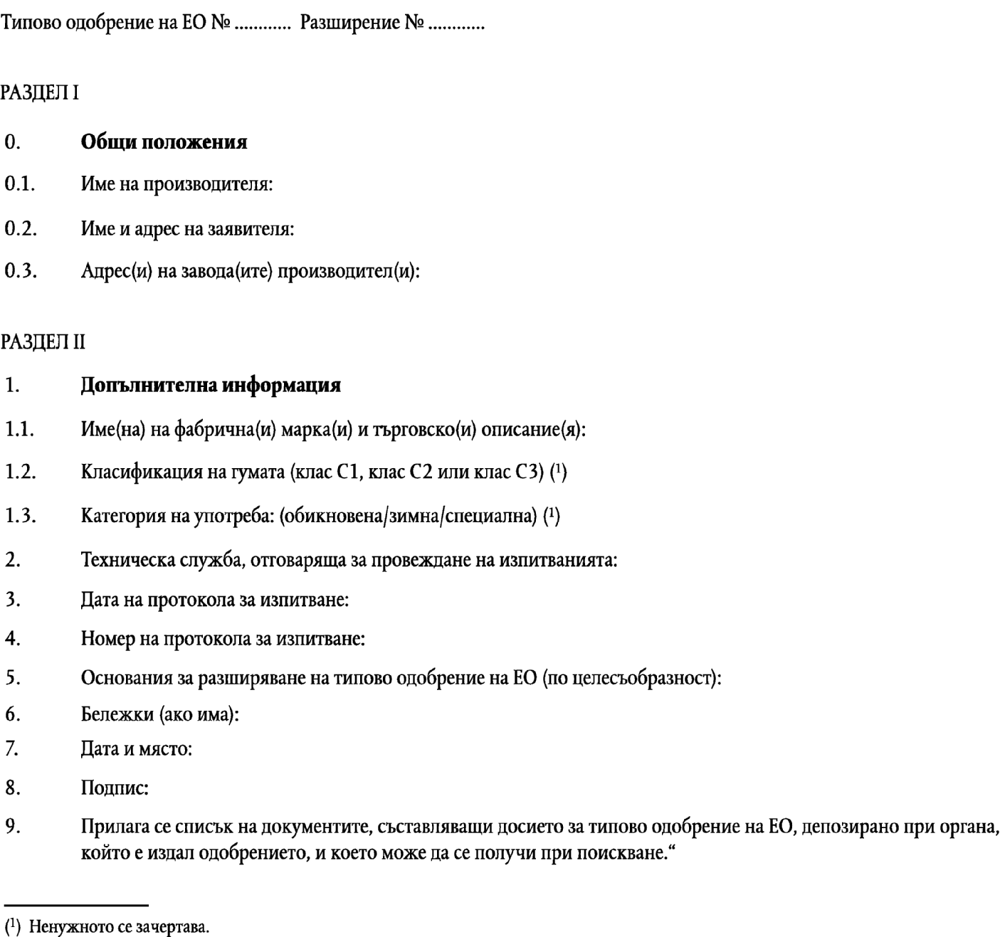 Типово одобрение на ЕО № ............ Разширение № ............
РАЗДЕЛ I
0. Общи положения
0.1. Име на производителя:
0.2. Име и адрес на заявителя:
0.3. Адрес(и) на завода(ите) производител(и):
РАЗДЕЛ II
1. Допълнителна информация
1.1. Име(на) на фабрична(и) марка(и) и търговско(и) описание(я):
1.2. Класификация на гумата (клас С1, клас С2 или клас С3) (¹)
1.3. Категория на употреба: (обикновена/зимна/специална) (¹)
2. Техническа служба, отговаряща за провеждане на изпитванията:
3. Дата на протокола за изпитване:
4. Номер на протокола за изпитване:
5. Основания за разширяване на типово одобрение на ЕО (по целесъобразност):
6. Бележки (ако има):
7. Дата и място:
8. Подпис:
9. Прилага се списък на документите, съставляващи досието за типово одобрение на ЕО, депозирано при органа,
който е издал одобрението, и което може да се получи при поискване.“
(¹) Ненужното се зачертава.